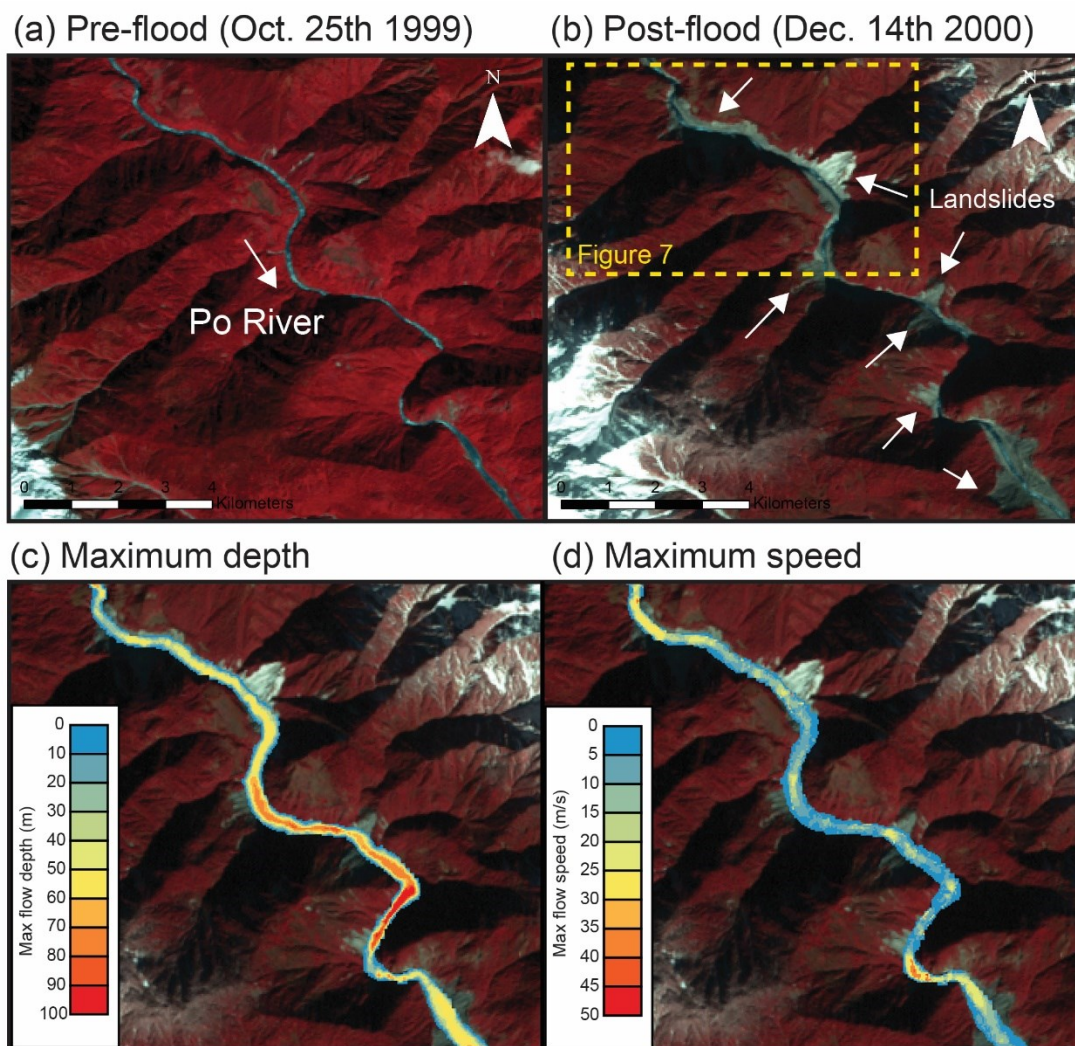 (a) Pre-flood (Oct. 25th 1999)
(b) Post-flood (Dec. 14th 2000)
N
N
Landslides
Figure 7
Po River
0 1 2 3 4
Kilometers
0 1 2 3 4
Kilometers
(c) Maximum depth
(d) Maximum speed
Max flow depth (m)
0
10
20
30
40
50
60
70
80
90
100
Max flow speed (m/s)
0
5
10
15
20
25
30
35
40
45
50